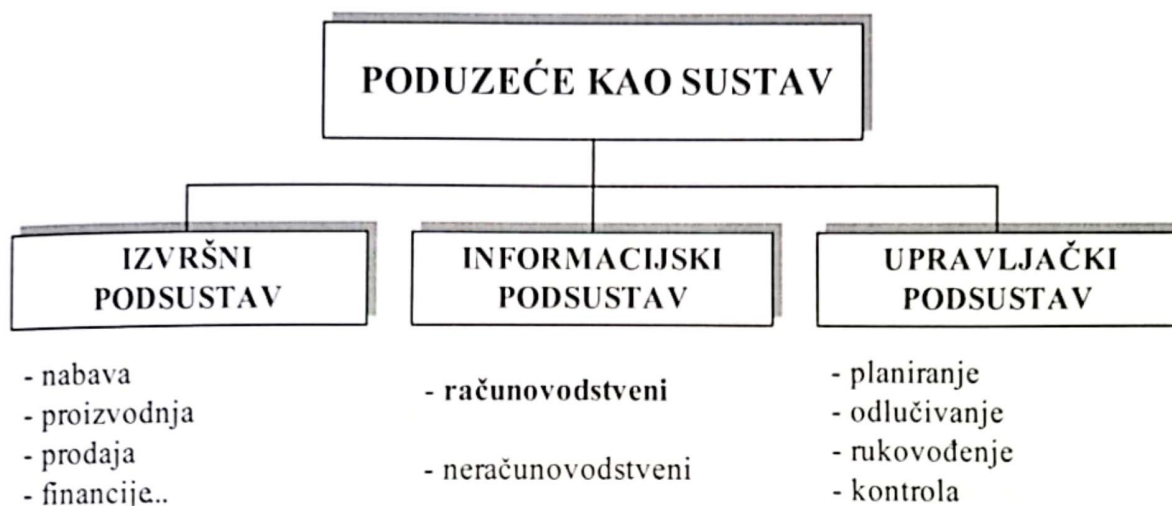 PODUZEĆE KAO SUSTAV
IZVRŠNI
PODSUSTAV
- nabava
- proizvodnja
- prodaja
- financije..
INFORMACIJSKI
PODSUSTAV
- računovodstveni
- neračunovodstveni
UPRAVLJAČKI
PODSUSTAV
- planiranje
- odlučivanje
- rukovođenje
- kontrola